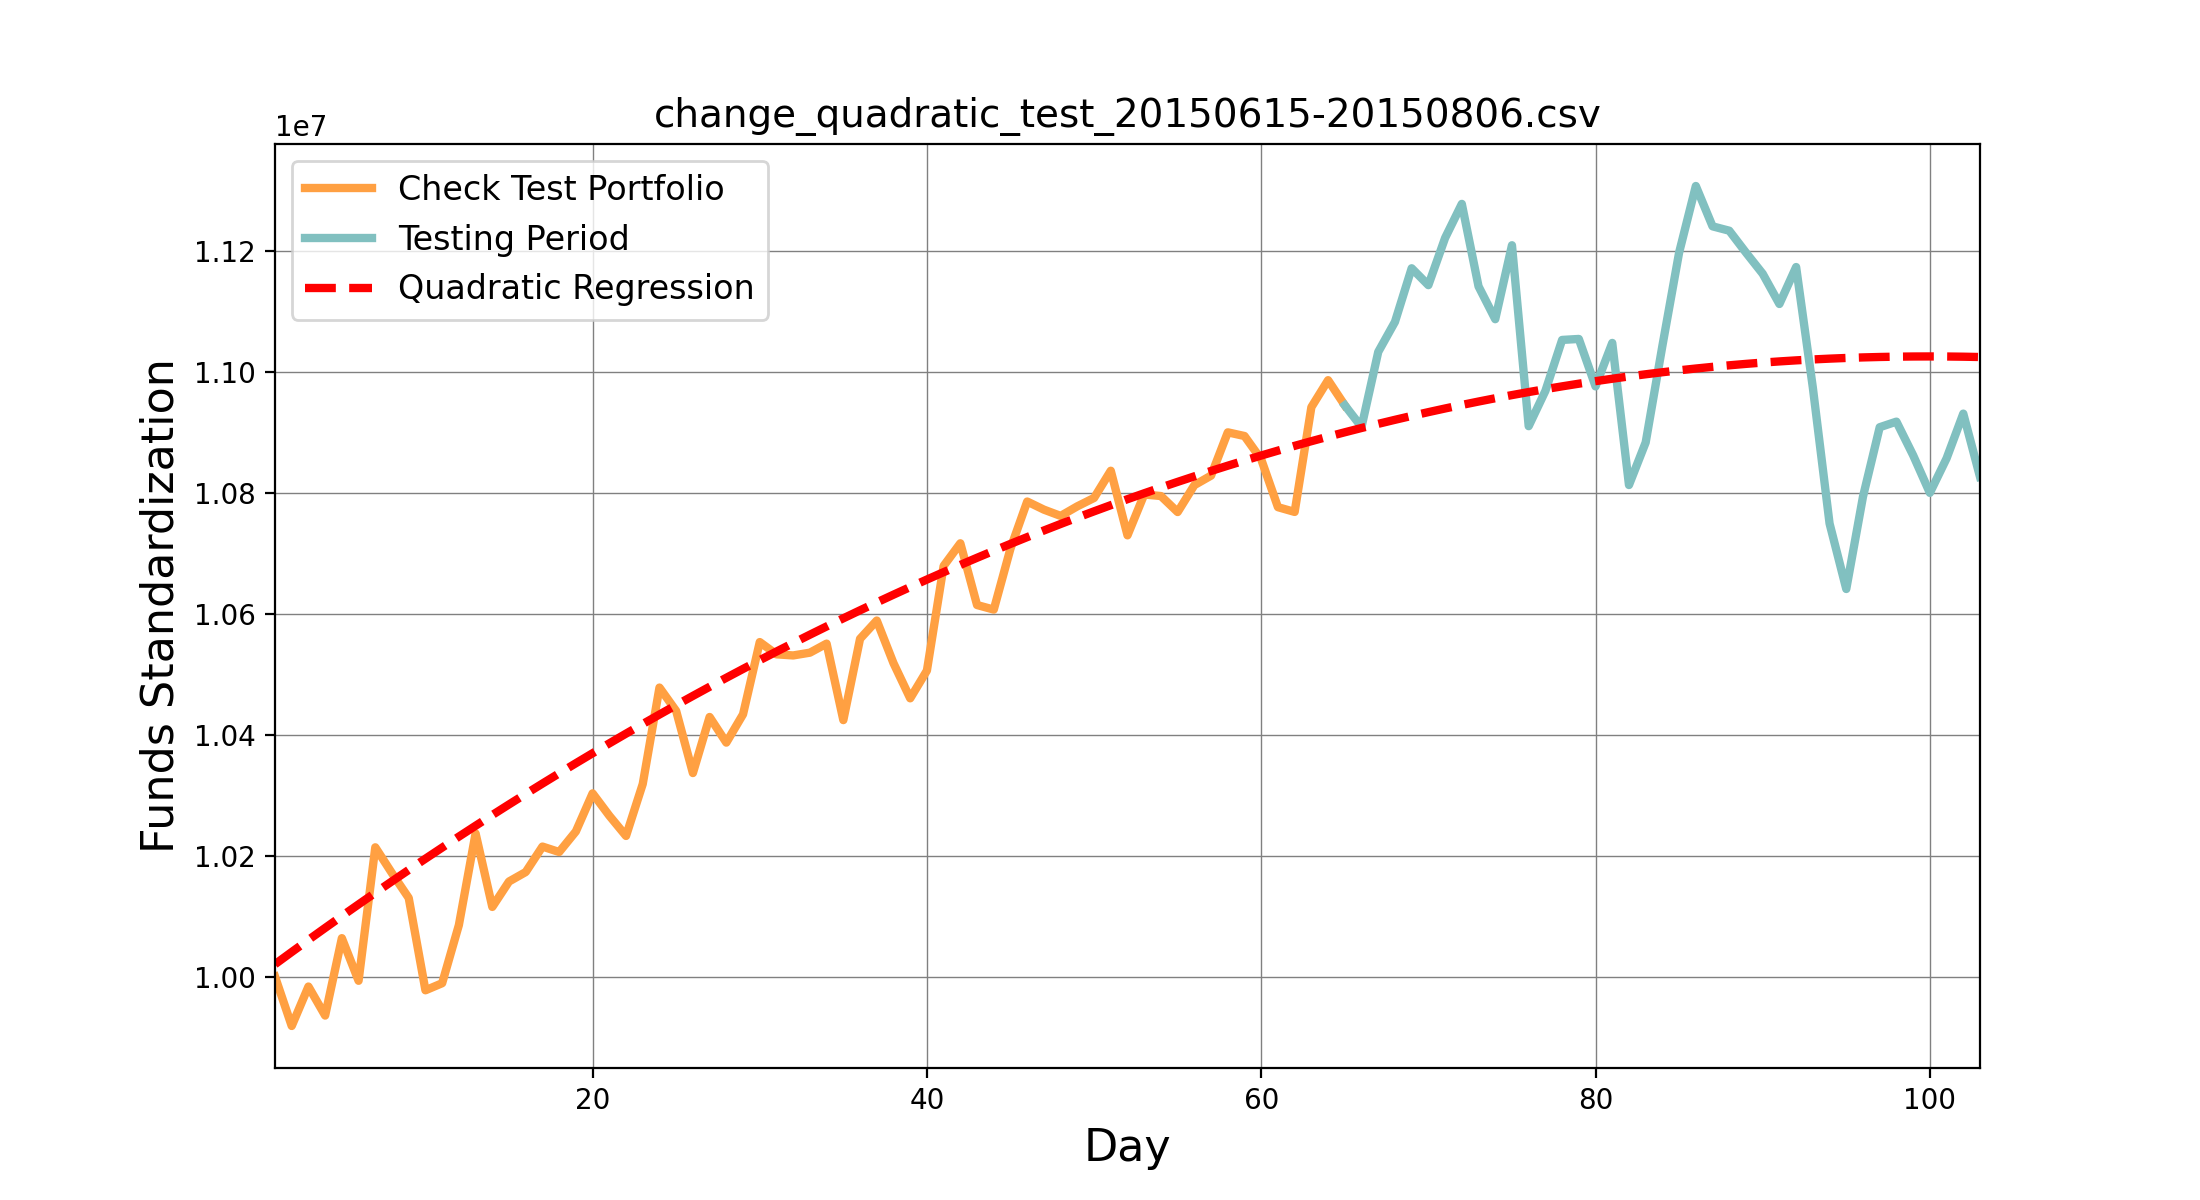 change_quadratic_test_20150615-20150806.csv
1e7
Check Test Portfolio
Testing Period
Quadratic Regression
Funds Standardization
1.12
1.10
1.08
1.06
1.04
1.02
1.00
20 40 60 80 100
Day